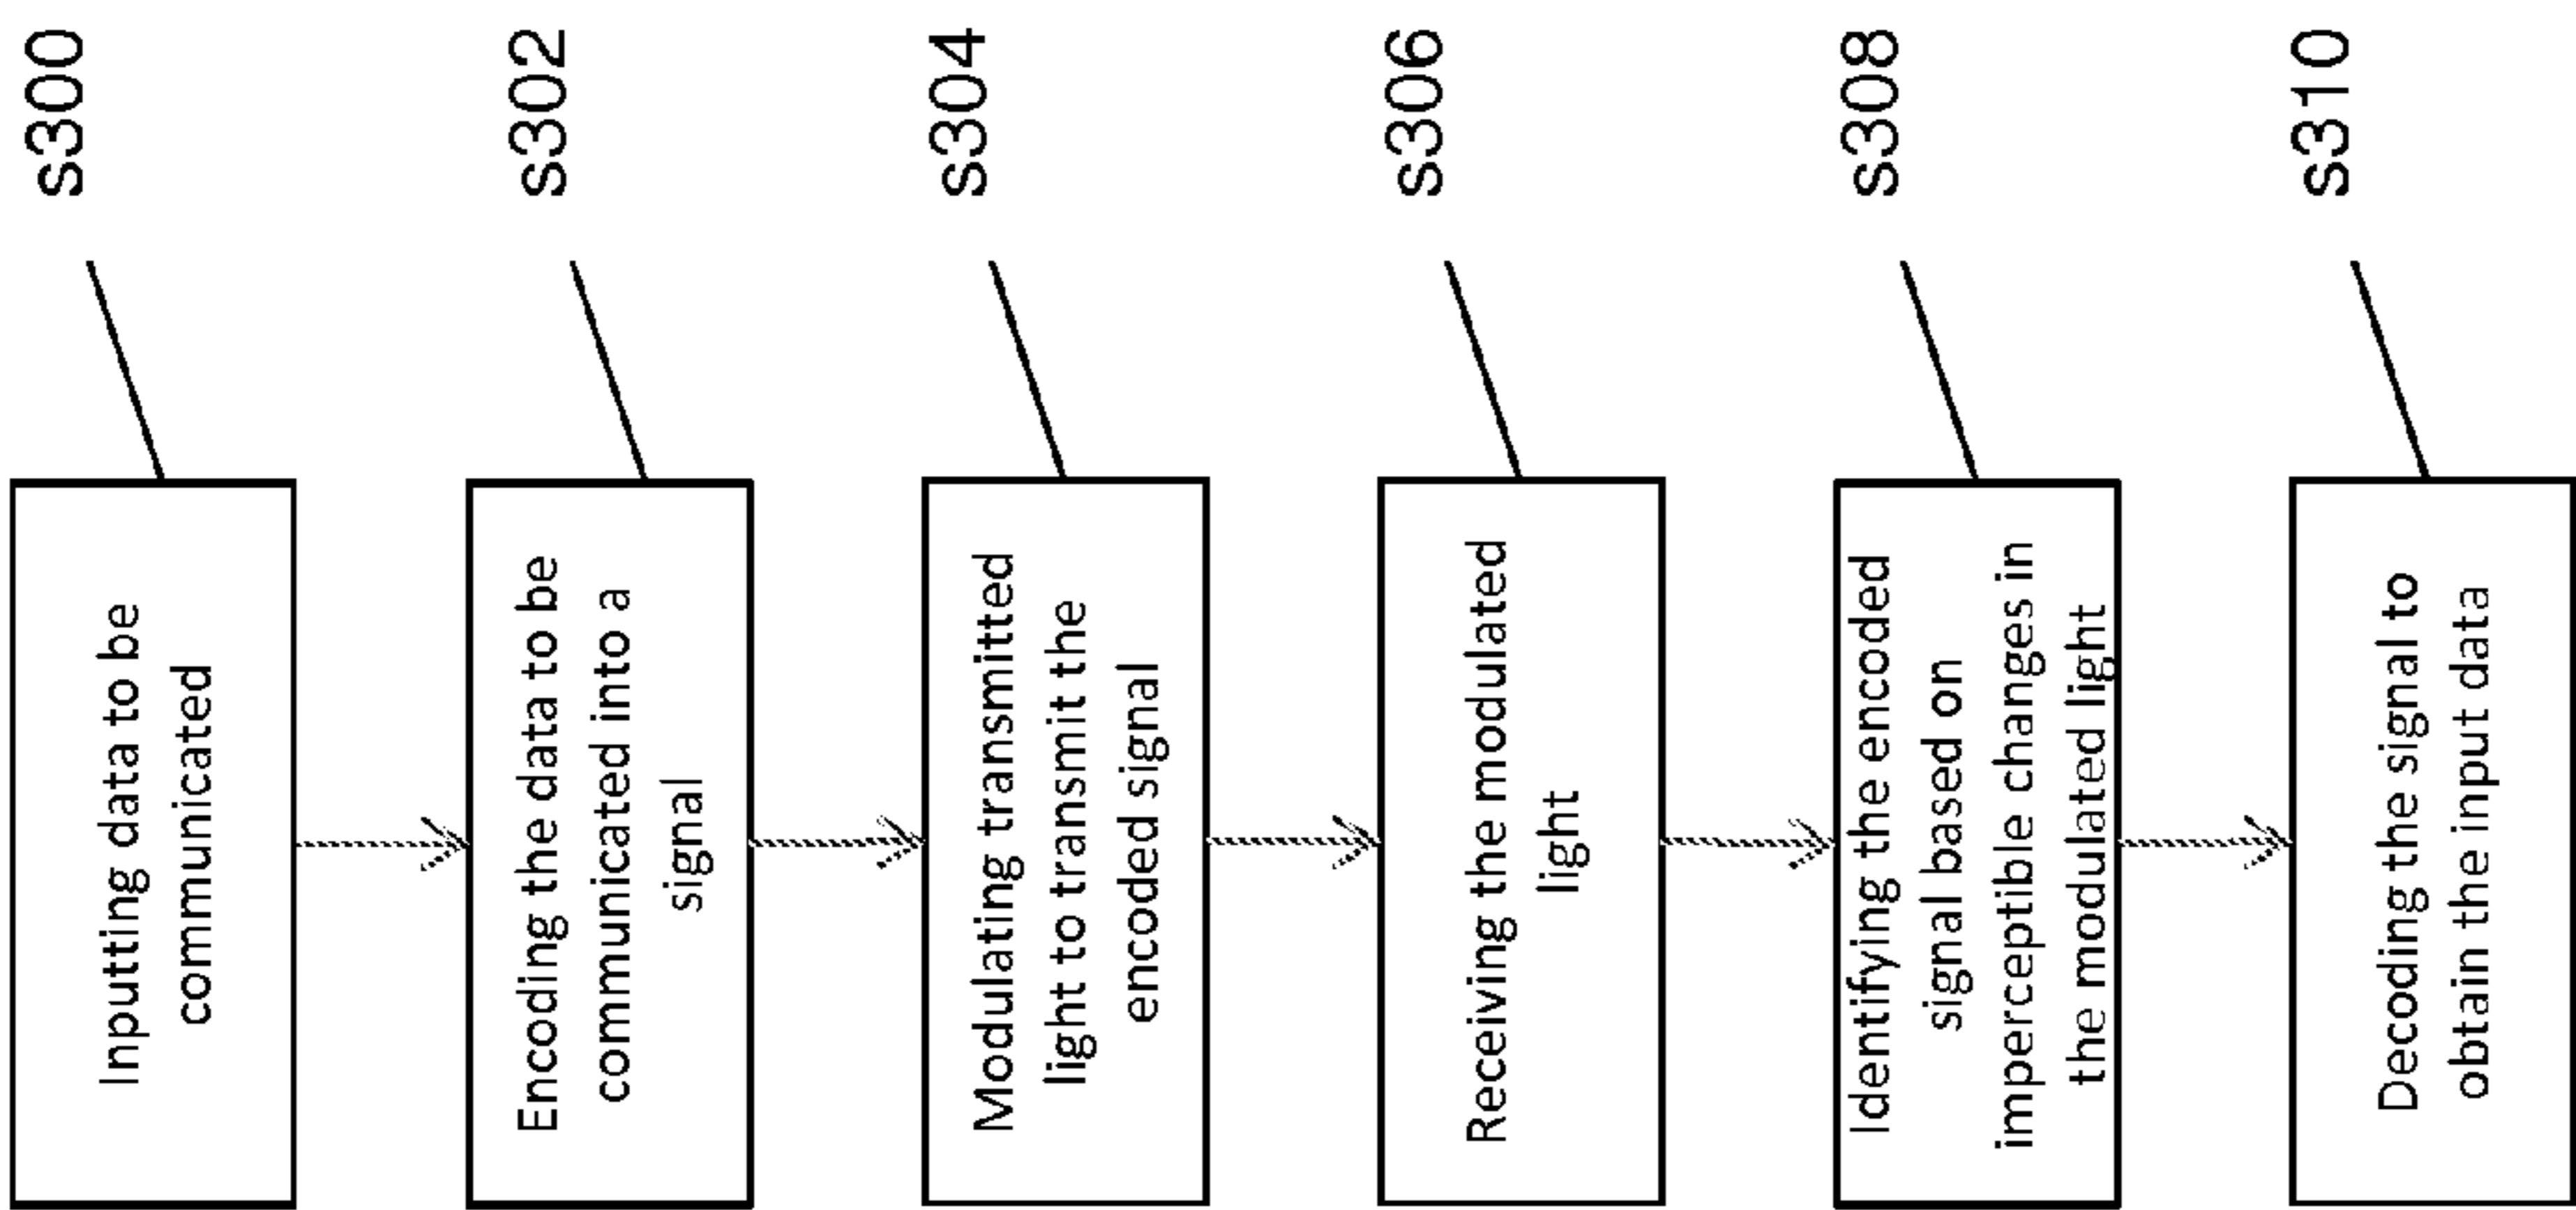 Inputting data to be
communicated
s300
Encoding the data to be
communicated into a
signal
s302
Modulating transmitted
light to transmit the
encoded signal
s304
Receiving the modulated
light
s306
Identifying the encoded
signal based on
imperceptible changes in
the modulated light
s308
Decoding the signal to
obtain the input data
s310